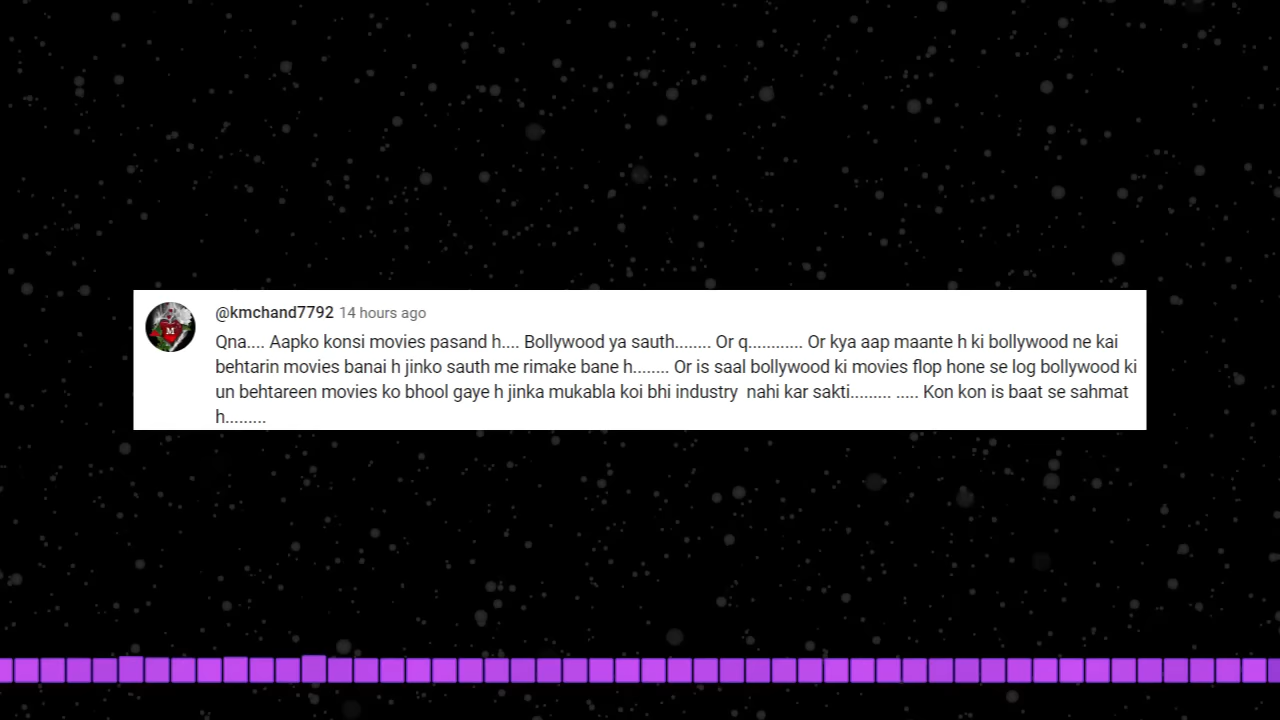 @kmchand7792 14 hours ago
Qna.... Aapko konsi movies pasand h.... Bollywood ya sauth........ Or q............ Or kya aap maante h ki bollywood ne kai
behtarin movies banai h jinko sauth me rimake bane h........ Or is saal bollywood ki movies flop hone se log bollywood ki
un behtareen movies ko bhool gaye h jinka mukabla koi bhi industry  nahi kar sakti......... ..... Kon kon is baat se sahmat
h.........
M